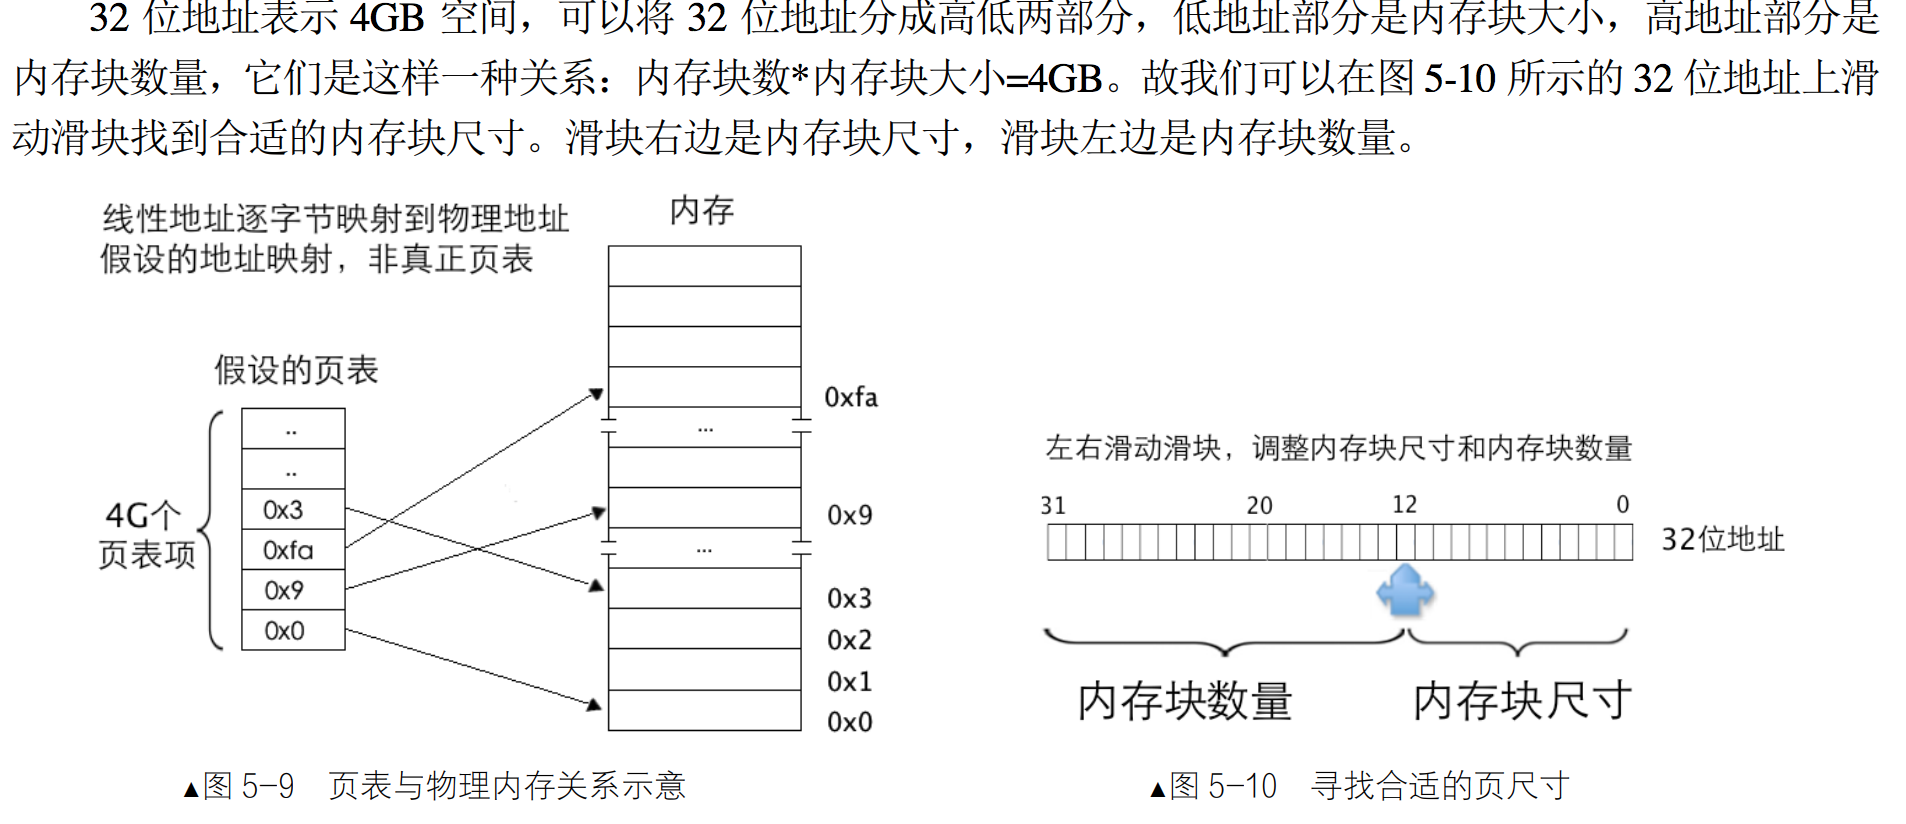 32 位地址表示 4GB 空间，可以将 32 位地址分成高低两部分，低地址部分是内存块大小，高地址部分是
内存块数量，它们是这样一种关系：内存块数*内存块大小=4GB。故我们可以在图 5-10 所示的 32 位地址上滑
动滑块找到合适的内存块尺寸。滑块右边是内存块尺寸，滑块左边是内存块数量。
线性地址逐字节映射到物理地址
假设的地址映射，非真正页表
内存
假设的页表
..
..
0x3
0xfa
0x9
0x0
4G个
页表项
...
...
0xfa
0x9
0x3
0x2
0x1
0x0
▲图 5-9 页表与物理内存关系示意
左右滑动滑块，调整内存块尺寸和内存块数量
31 20 12 0
32位地址
内存块数量 内存块尺寸
▲图 5-10 寻找合适的页尺寸